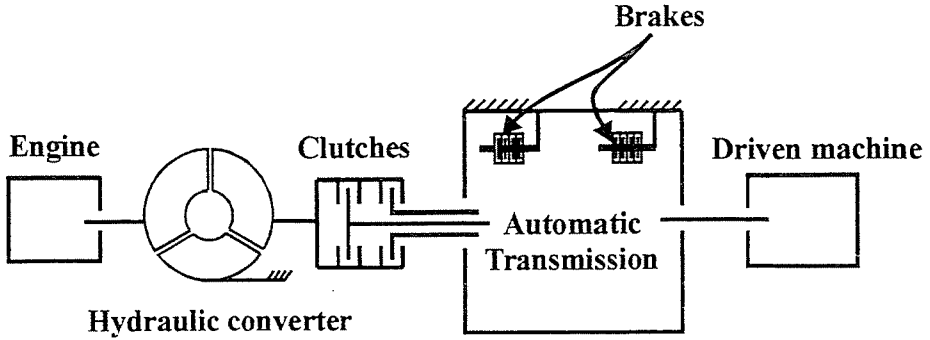 Brakes
Engine
Clutches
Driven machine
Automatic
Transmission
Hydraulic converter